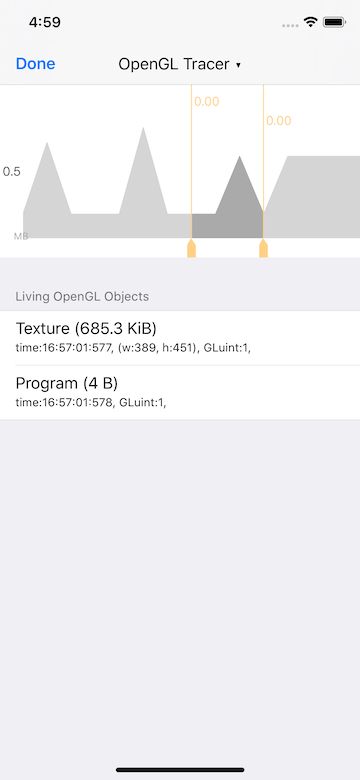 4:59
Done
OpenGL Tracer ▾
0.00
0.00
0.5
MB
Living OpenGL Objects
Texture (685.3 KiB)
time:16:57:01:577, (w:389, h:451), GLuint:1,
Program (4 B)
time:16:57:01:578, GLuint:1,